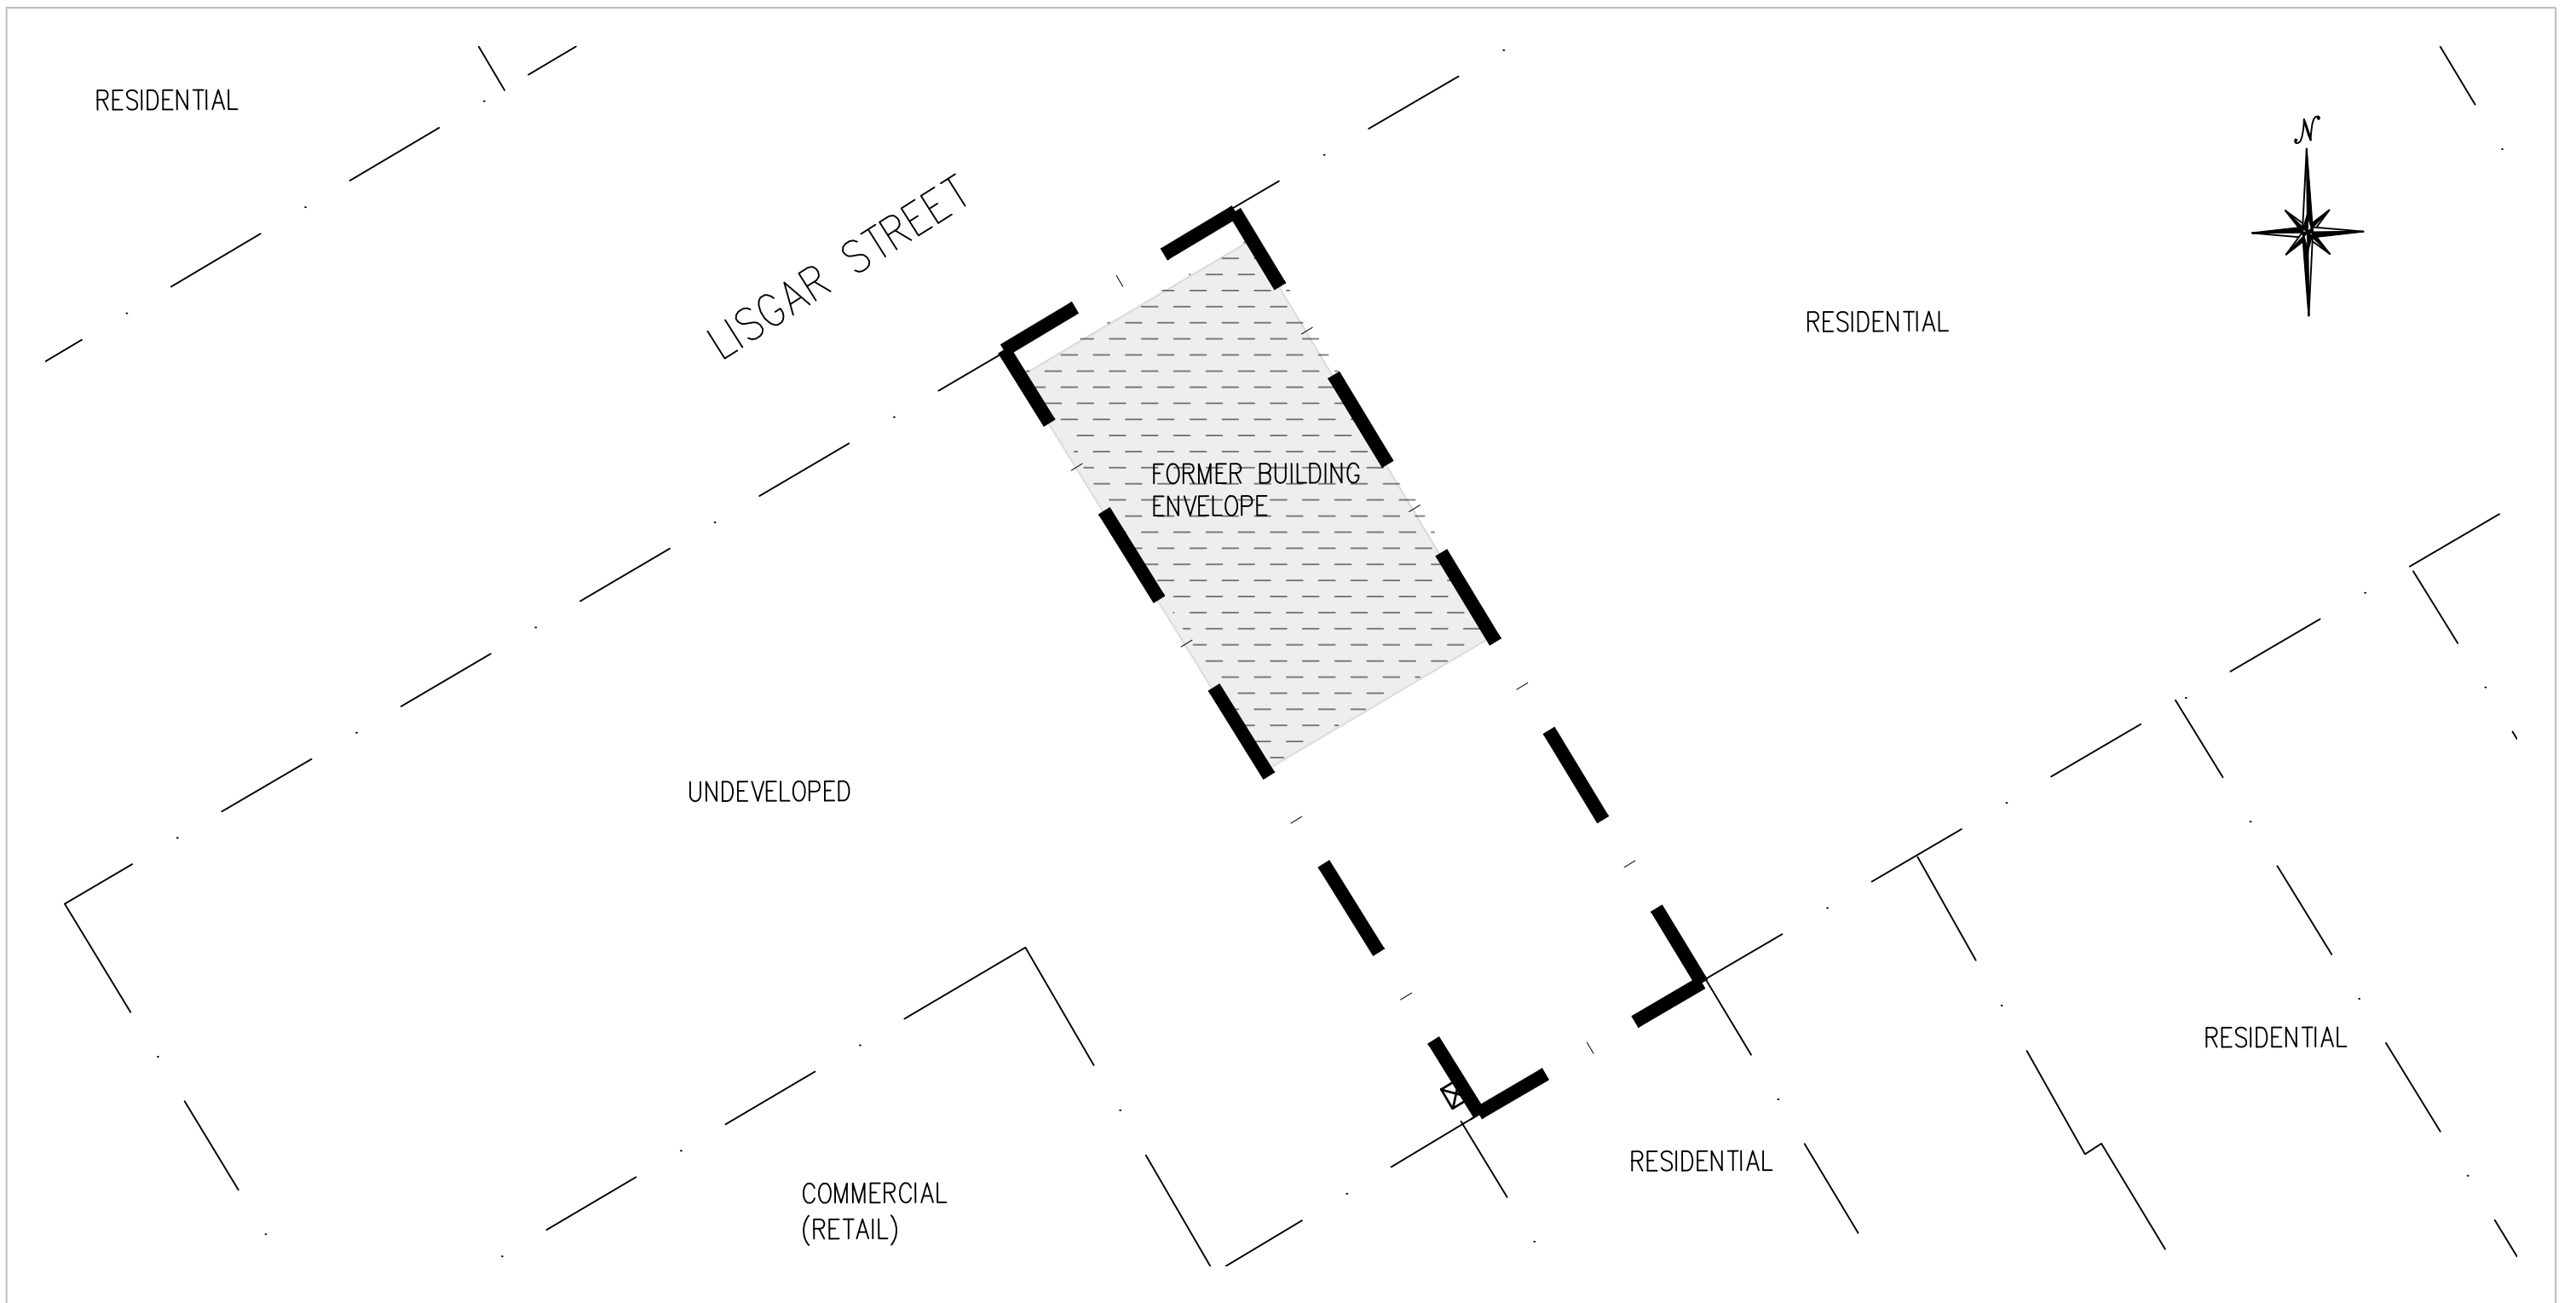 RESIDENTIAL
N
LISGAR STREET
RESIDENTIAL
FORMER BUILDING
ENVELOPE
UNDEVELOPED
RESIDENTIAL
RESIDENTIAL
COMMERCIAL
(RETAIL)